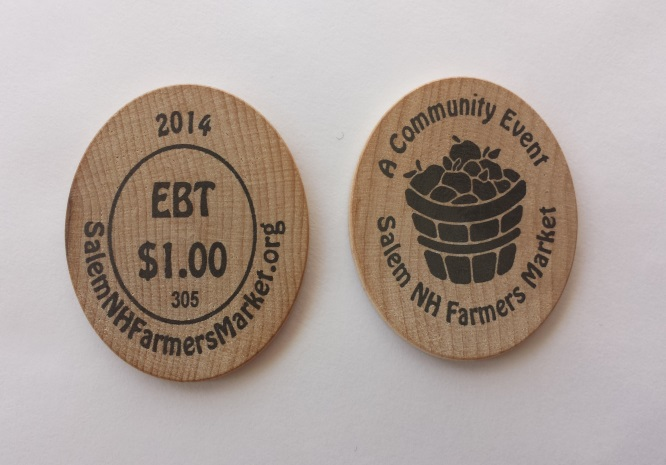 2014
EBT
$1.00
305
SalemNHFarmersMarket.org
A Community Event
Salem NH Farmers Market